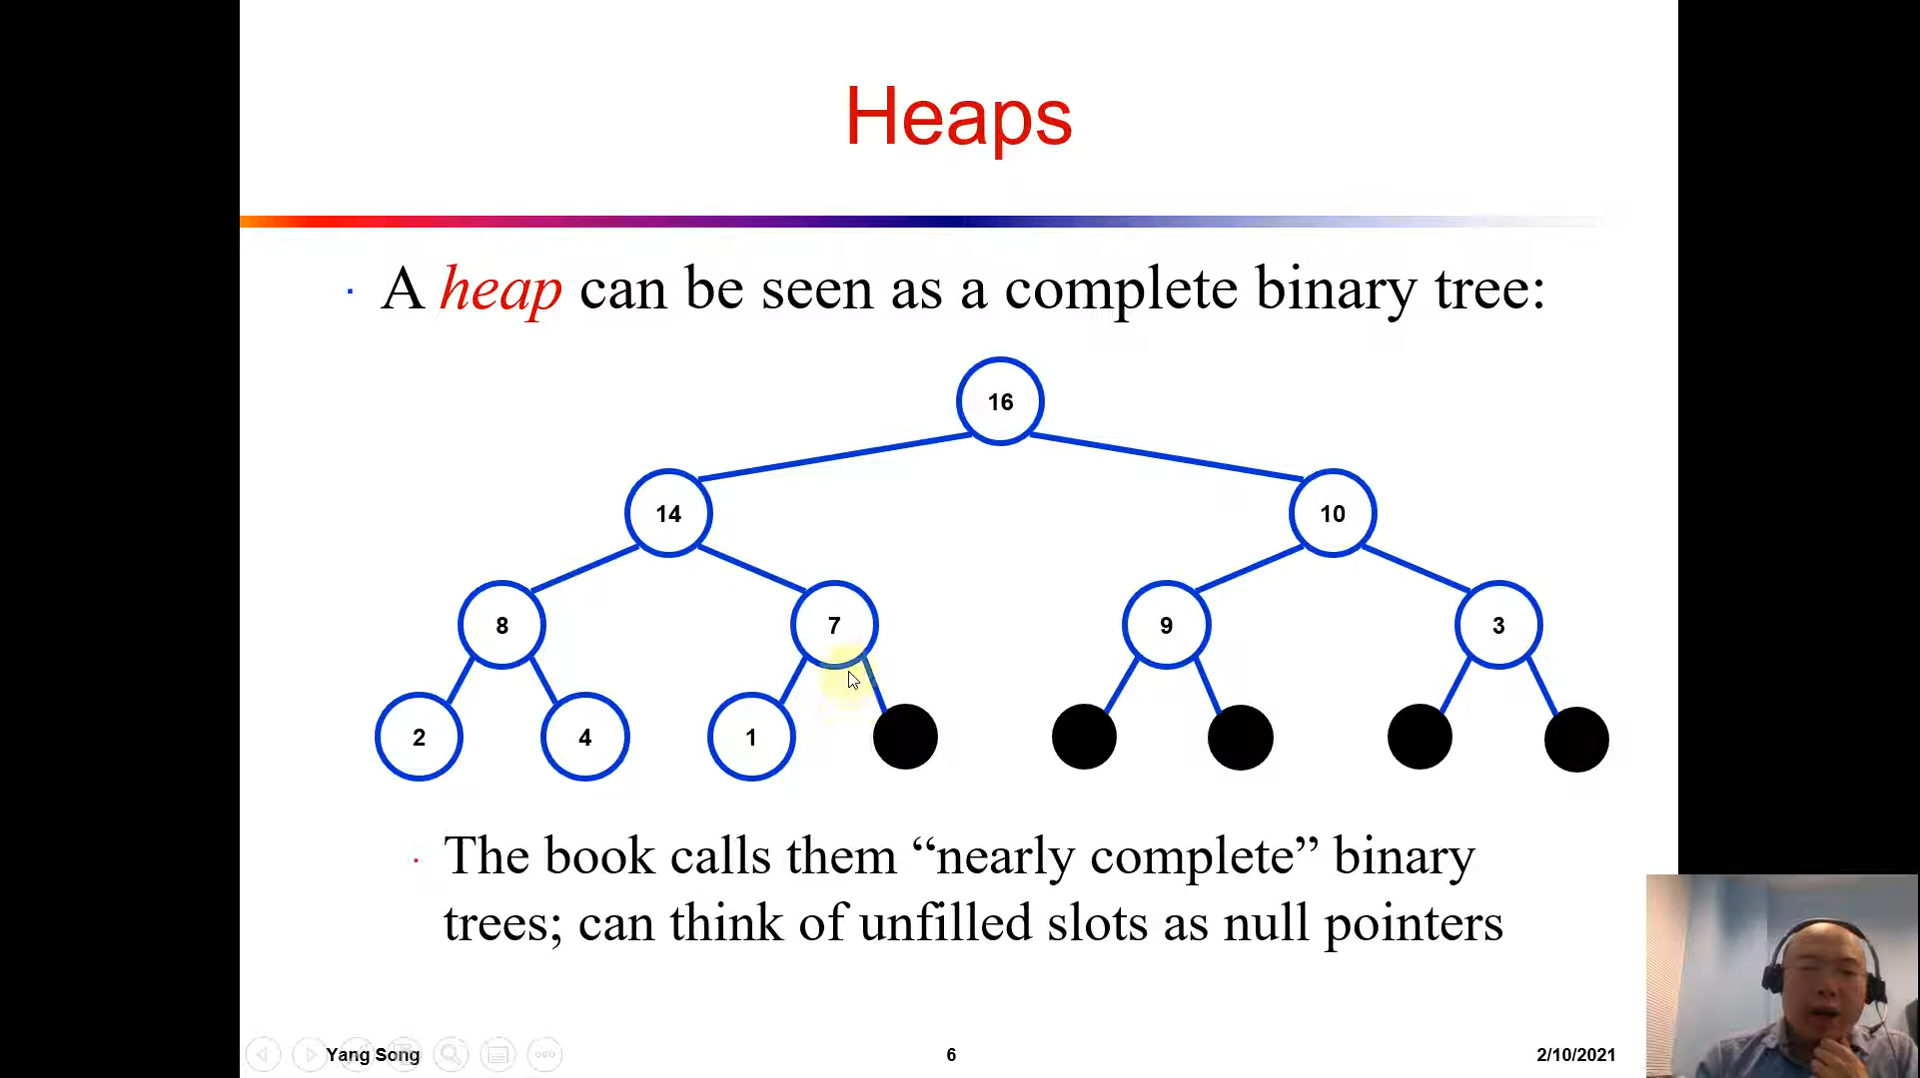 Heaps
· A heap can be seen as a complete binary tree:
16
14 10
8 7 9 3
2 4 1
· The book calls them “nearly complete” binary
trees; can think of unfilled slots as null pointers
Yang Song 6 2/10/2021